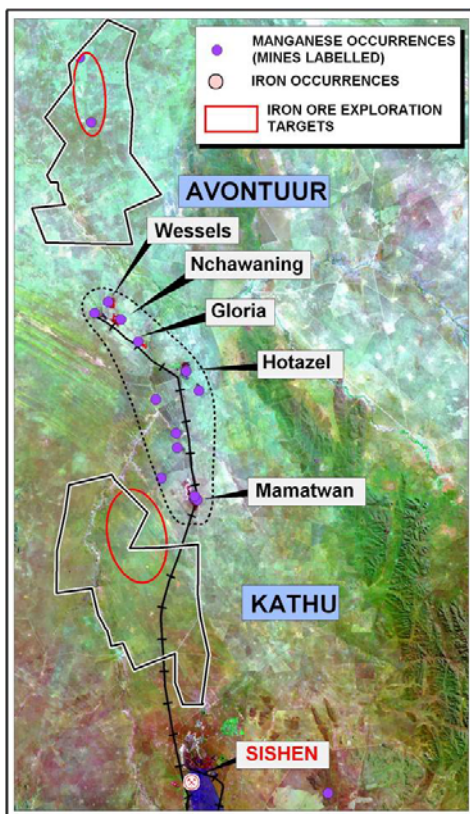 MANGANESE OCCURRENCES
(MINES LABELLED)
IRON OCCURRENCES
IRON ORE EXPLORATION
TARGETS
AVONTUUR
Wessels
Nchawaning
Gloria
Hotazel
Mamatwan
KATHU
SISHEN